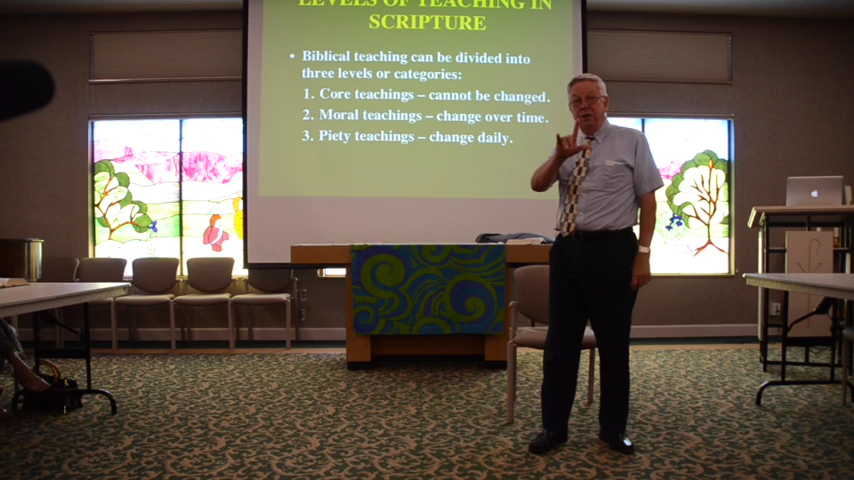 LEVELS OF TEACHING IN
SCRIPTURE
• Biblical teaching can be divided into
three levels or categories:
1. Core teachings – cannot be changed.
2. Moral teachings – change over time.
3. Piety teachings – change daily.